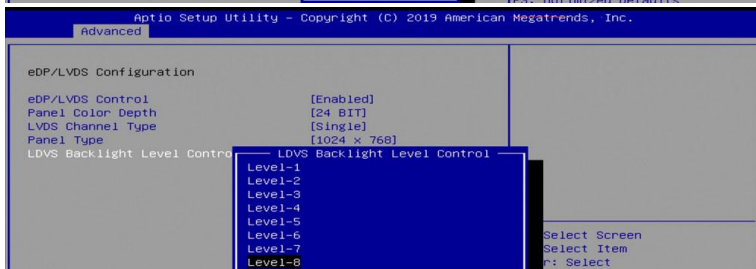 F3: Optimized Defaults
Aptio Setup Utility - Copyright (C) 2019 American Megatrends, Inc.
Advanced
eDP/LVDS Configuration
eDP/LVDS Control [Enabled]
Panel Color Depth [24 BIT]
LVDS Channel Type [Single]
Panel Type [1024 x 768]
LDVS Backlight Level Contro
LDVS Backlight Level Control
Level-1
Level-2
Level-3
Level-4
Level-5
Level-6
Level-7
Level-8
Select Screen
Select Item
r: Select